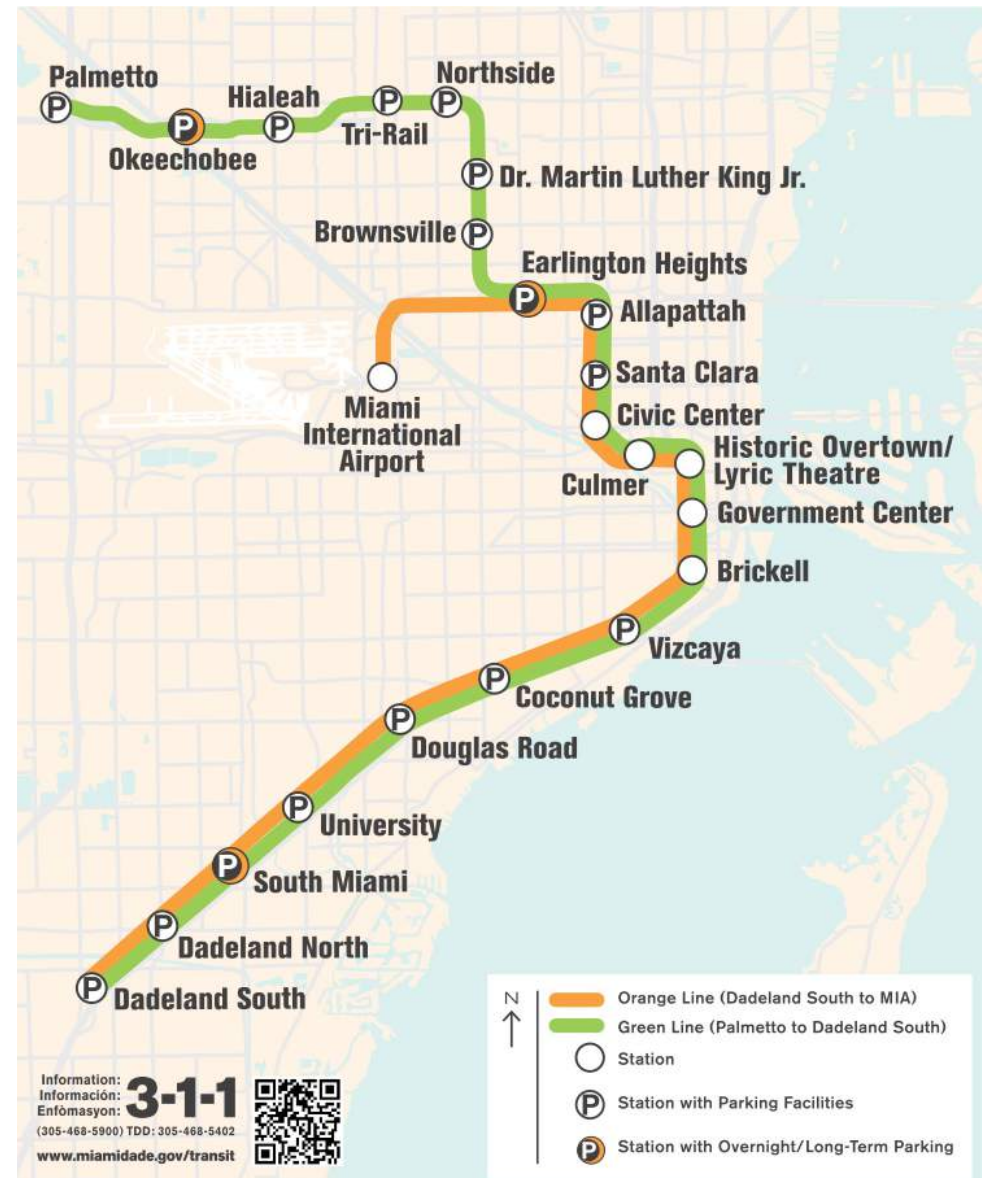 Palmetto
Okeechobee
Hialeah
Tri-Rail
Northside
Dr. Martin Luther King Jr.
Brownsville
Earlington Heights
Allapattah
Santa Clara
Miami
International
Airport
Civic Center
Culmer
Historic Overtown/
Lyric Theatre
Government Center
Brickell
Vizcaya
Coconut Grove
Douglas Road
University
South Miami
Dadeland North
Dadeland South
N
Orange Line (Dadeland South to MIA)
Green Line (Palmetto to Dadeland South)
Station
P Station with Parking Facilities
P Station with Overnight/Long-Term Parking
Information:
Información:
Enfòmasyon:
3-1-1
(305-468-5900) TDD: 305-468-5402
www.miamidade.gov/transit